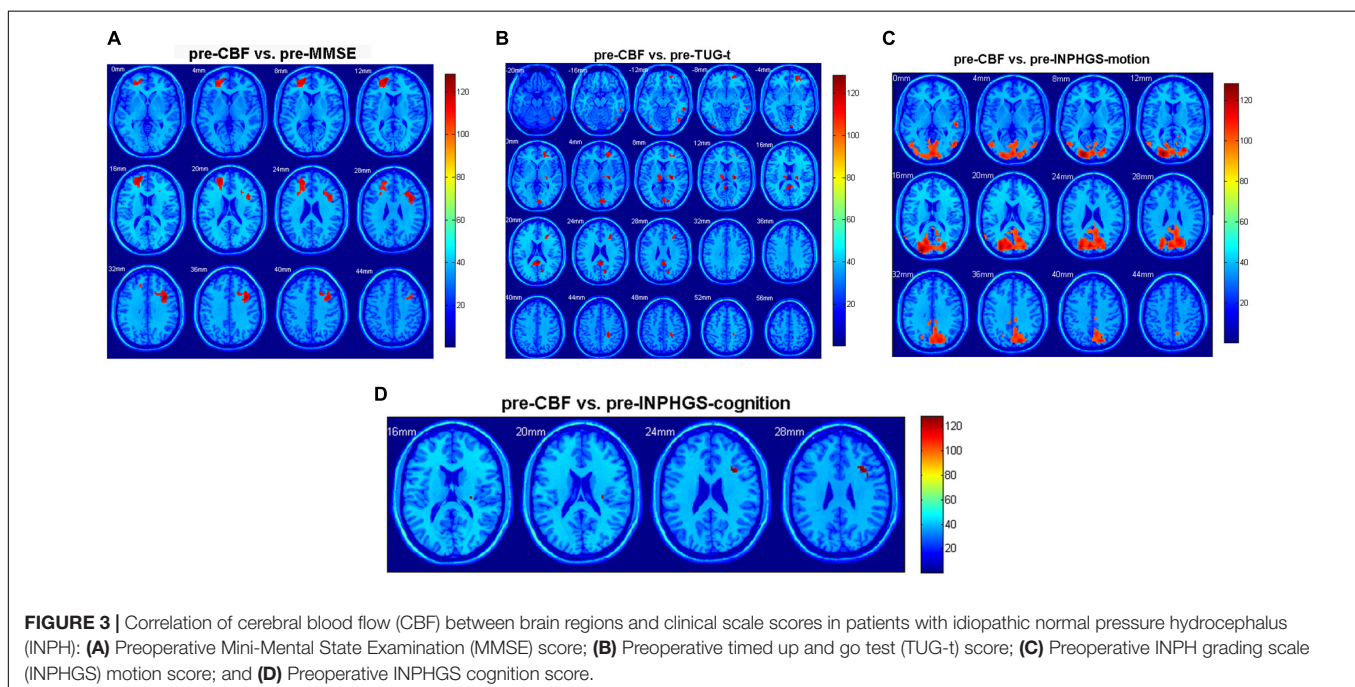 A
pre-CBF vs. pre-MMSE
0mm 4mm 8mm 12mm
16mm 20mm 24mm 28mm
32mm 36mm 40mm 44mm
120
100
80
60
40
20
B
pre-CBF vs. pre-TUG-t
-20mm -16mm -12mm -8mm -4mm
0mm 4mm 8mm 12mm 16mm
20mm 24mm 28mm 32mm 36mm
40mm 44mm 48mm 52mm 56mm
120
100
80
60
40
20
C
pre-CBF vs. pre-INPHGS-motion
0mm 4mm 8mm 12mm
16mm 20mm 24mm 28mm
32mm 36mm 40mm 44mm
120
100
80
60
40
20
D
pre-CBF vs. pre-INPHGS-cognition
16mm 20mm 24mm 28mm
120
100
80
60
40
20
FIGURE 3 | Correlation of cerebral blood flow (CBF) between brain regions and clinical scale scores in patients with idiopathic normal pressure hydrocephalus
(INPH): (A) Preoperative Mini-Mental State Examination (MMSE) score; (B) Preoperative timed up and go test (TUG-t) score; (C) Preoperative INPH grading scale
(INPHGS) motion score; and (D) Preoperative INPHGS cognition score.